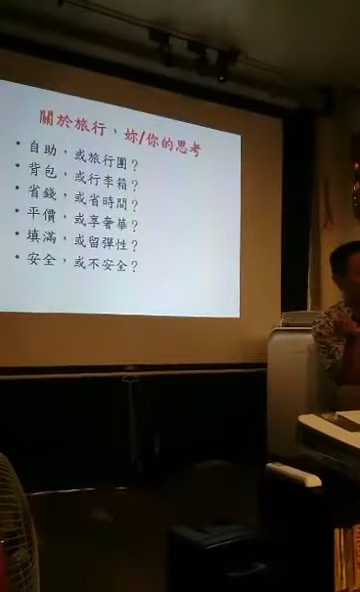 關於旅行，妳/你的思考
• 自助，或旅行團？
• 背包，或行李箱？
• 省錢，或省時間？
• 平價，或享奢華？
• 填滿，或留彈性？
• 安全，或不安全？